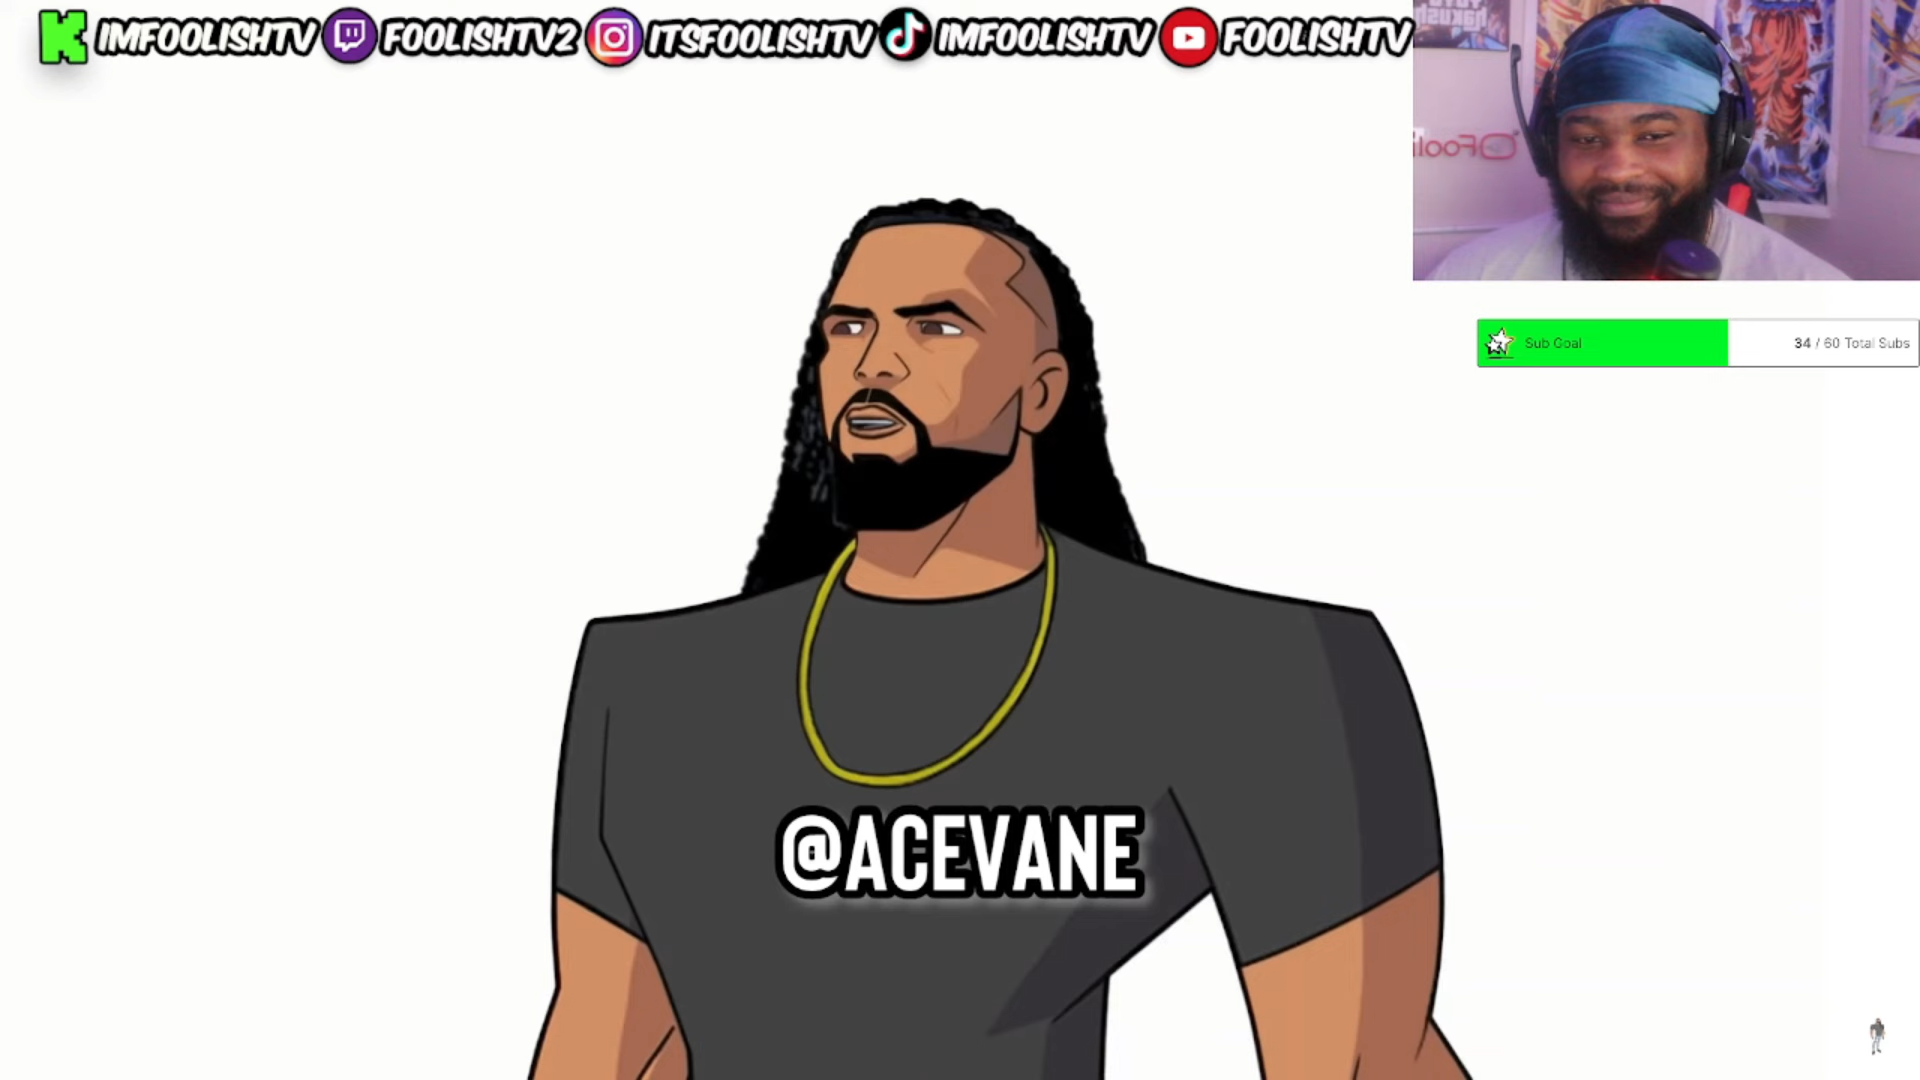 IMFOOLISHTV FOOLISHTV2 ITSFOOLISHTV IMFOOLISHTV FOOLISHTV
Sub Goal 34 / 60 Total Subs
@ACEVANE